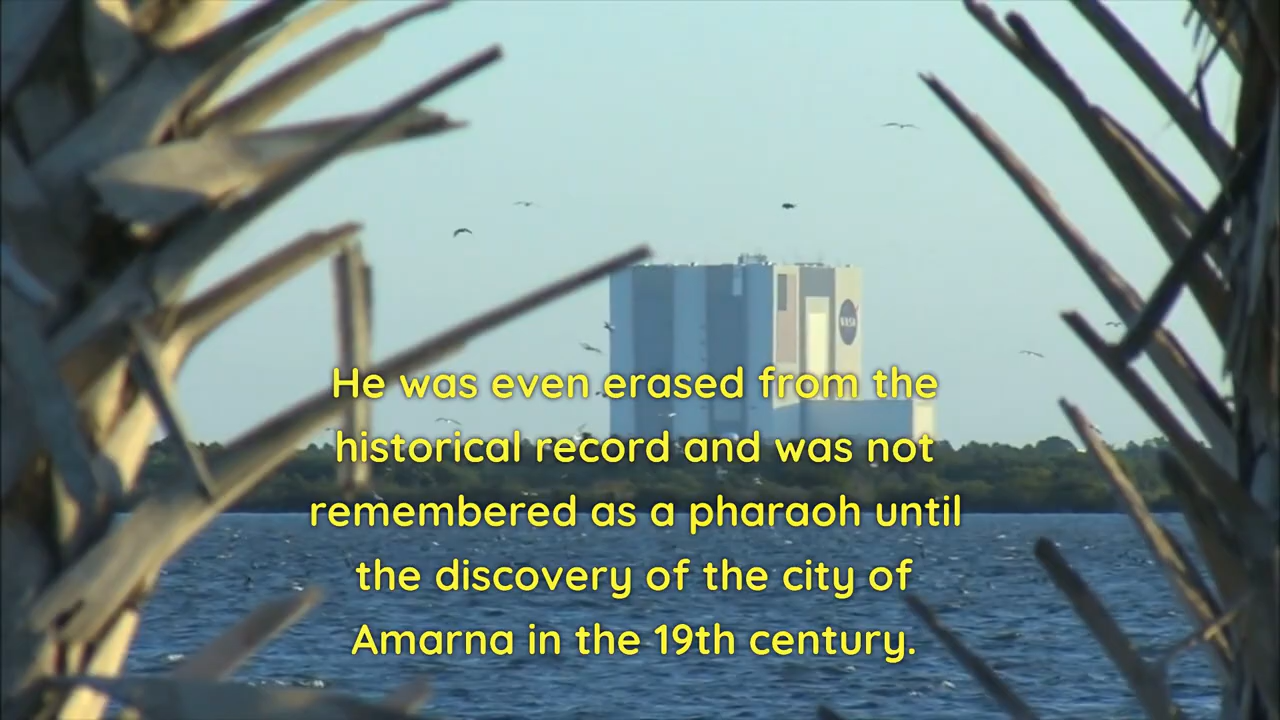 NASA
He was even erased from the
historical record and was not
remembered as a pharaoh until
the discovery of the city of
Amarna in the 19th century.